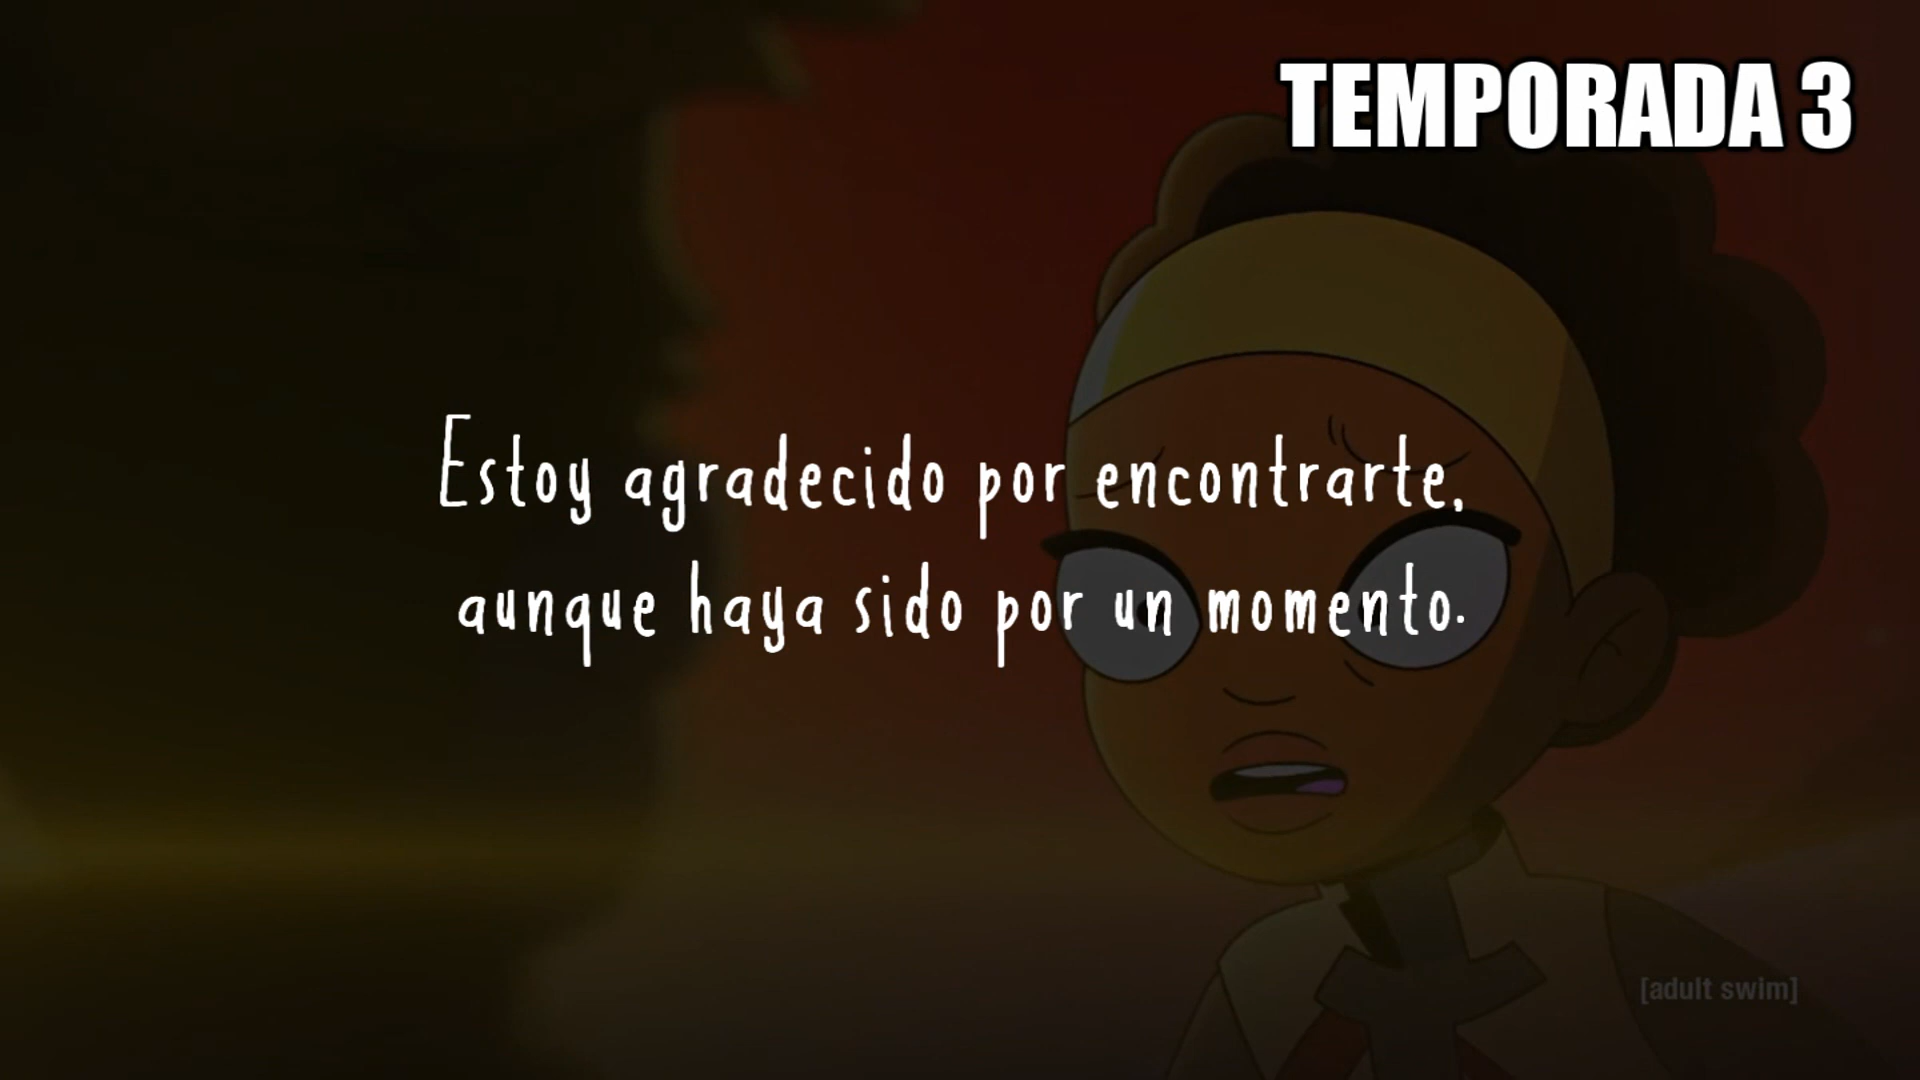 TEMPORADA 3
Estoy agradecido por encontrarte,
aunque haya sido por un momento.
[adult swim]